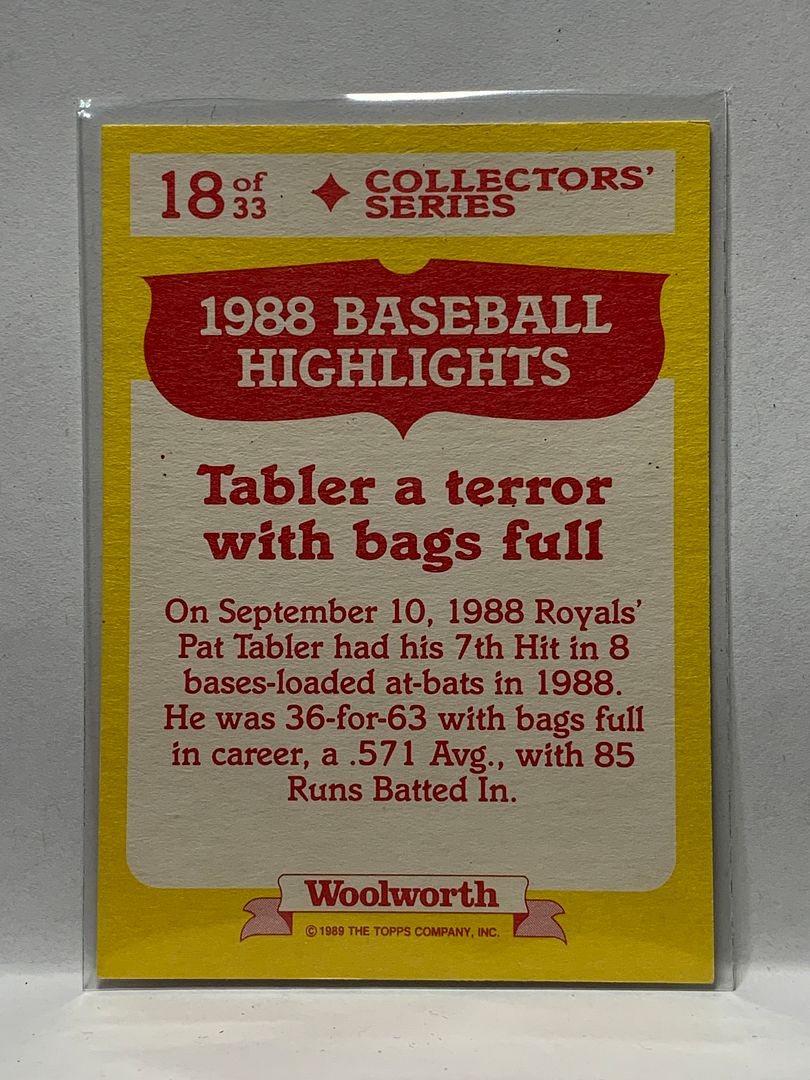 18 of 33 ✦ COLLECTORS'
SERIES
1988 BASEBALL
HIGHLIGHTS
Tabler a terror
with bags full
On September 10, 1988 Royals'
Pat Tabler had his 7th Hit in 8
bases-loaded at-bats in 1988.
He was 36-for-63 with bags full
in career, a .571 Avg., with 85
Runs Batted In.
Woolworth
© 1989 THE TOPPS COMPANY, INC.